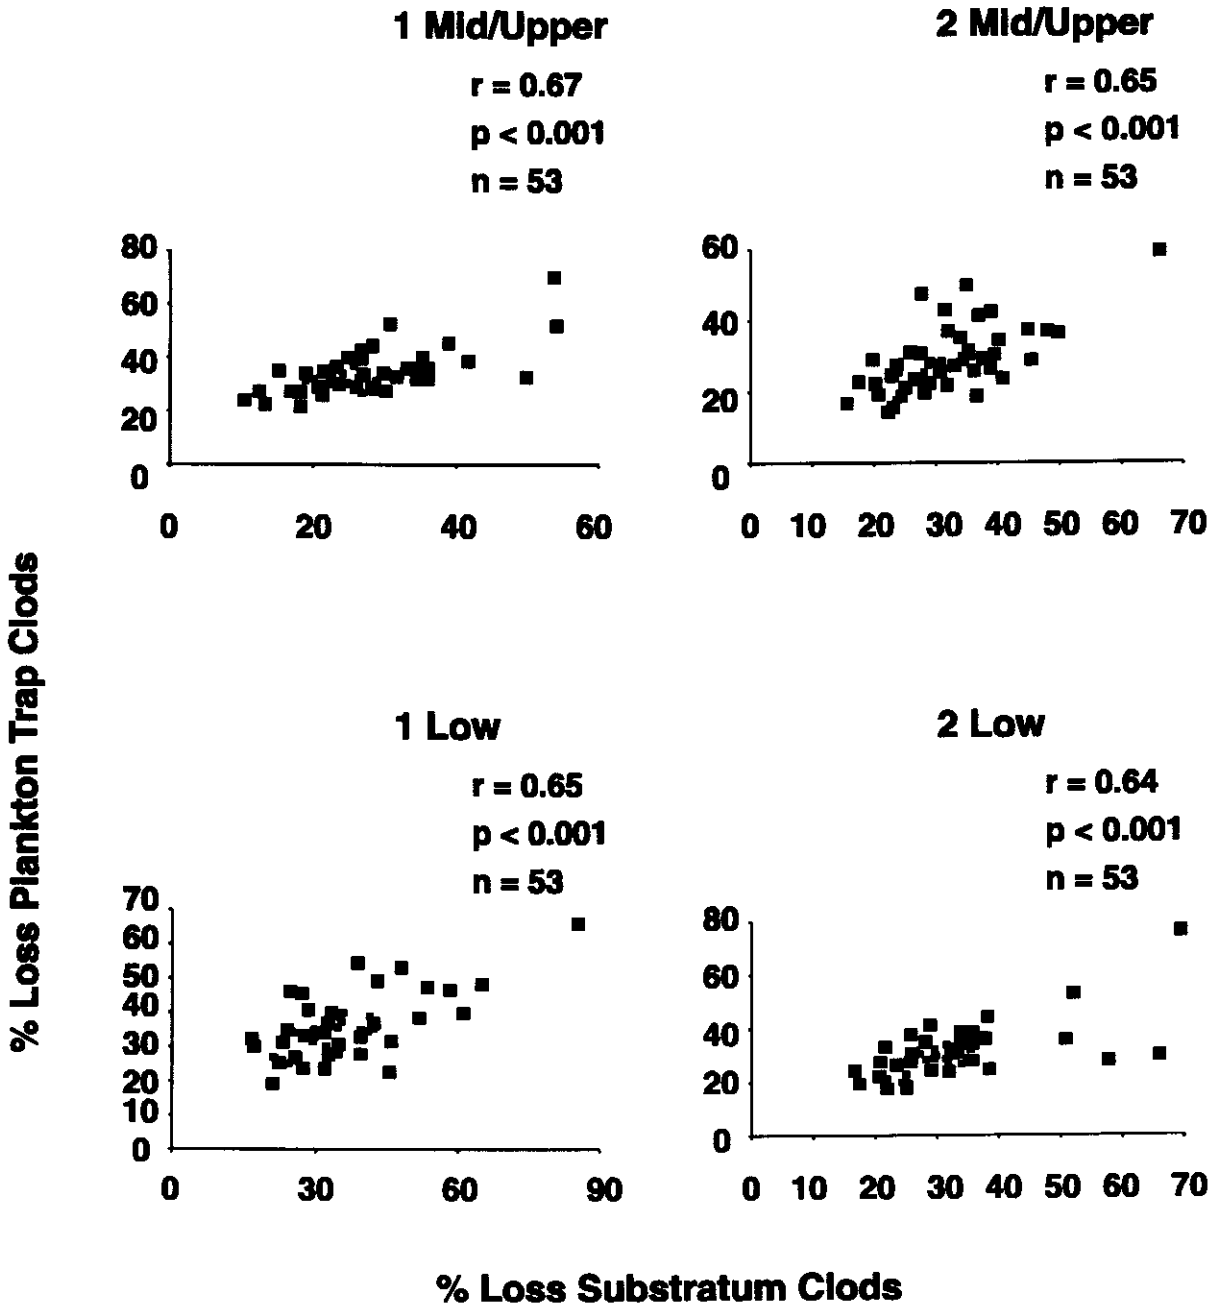 1 Mid/Upper
r = 0.67
p < 0.001
n = 53
80
60
40
20
0
0 20 40 60
2 Mid/Upper
r = 0.65
p < 0.001
n = 53
60
40
20
0
0 10 20 30 40 50 60 70
% Loss Plankton Trap Clods
1 Low
r = 0.65
p < 0.001
n = 53
70
60
50
40
30
20
10
0
0 30 60 90
2 Low
r = 0.64
p < 0.001
n = 53
80
60
40
20
0
0 10 20 30 40 50 60 70
% Loss Substratum Clods